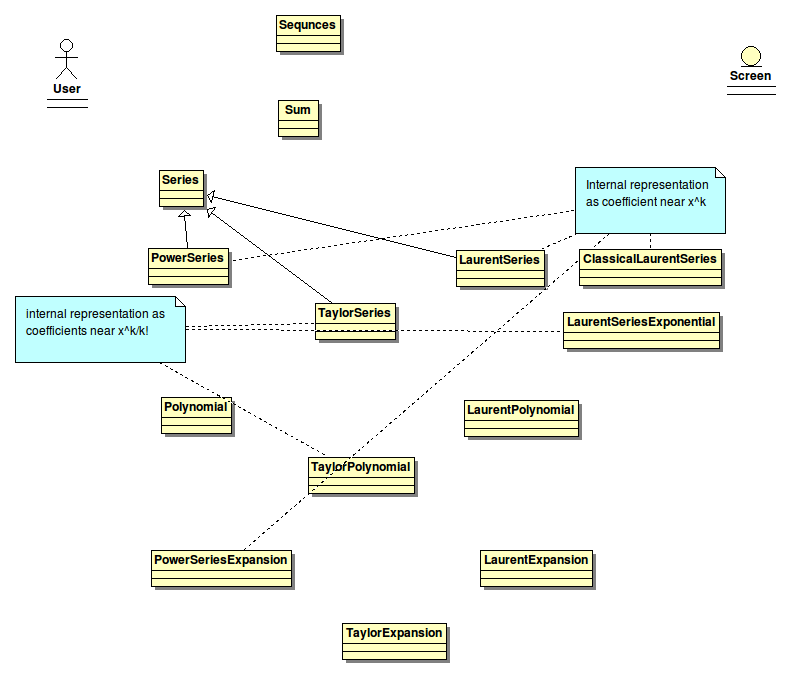 Sequnces
User
Screen
Sum
Series
Internal representation
as coefficient near x^k
PowerSeries
LaurentSeries
ClassicalLaurentSeries
internal representation as
coefficients near x^k/k!
TaylorSeries
LaurentSeriesExponential
Polynomial
LaurentPolynomial
TaylorPolynomial
PowerSeriesExpansion
LaurentExpansion
TaylorExpansion